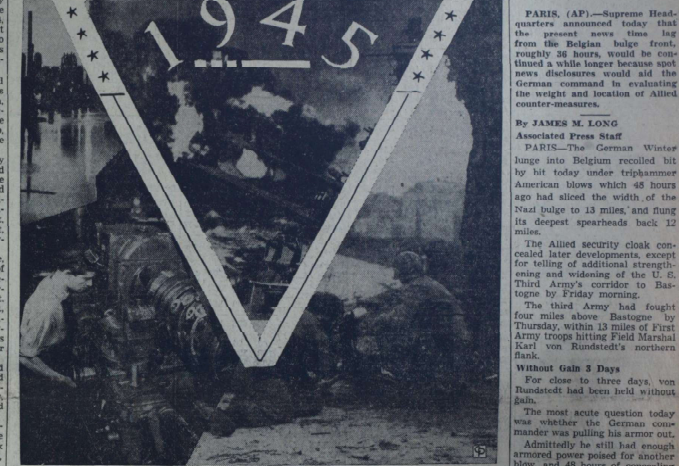 1945
PARIS, (AP).—Supreme Head-
quarters announced today that
the present news time lag
from the Belgian bulge front,
roughly 36 hours, would be con-
tinued a while longer because spot
news disclosures would aid the
German command in evaluating
the weight and location of Allied
counter-measures.
By JAMES M. LONG
Associated Press Staff
PARIS—The German Winter
lunge into Belgium recoiled bit
by bit today under triphammer
American blows which 48 hours
ago had sliced the width of the
Nazi bulge to 13 miles, and flung
its deepest spearheads back 12
miles.
The Allied security cloak con-
cealed later developments, except
for telling of additional strength-
ening and widening of the U. S.
Third Army's corridor to Bas-
togne by Friday morning.
The third Army had fought
four miles above Bastogne by
Thursday, within 13 miles of First
Army troops hitting Field Marshal
Karl von Rundstedt's northern
flank.
Without Gain 3 Days
For close to three days, von
Rundstedt had been held without
gain.
The most acute question today
was whether the German com-
mander was pulling his armor out.
Admittedly he still had enough
armored power poised for another
blow, and 48 hours of